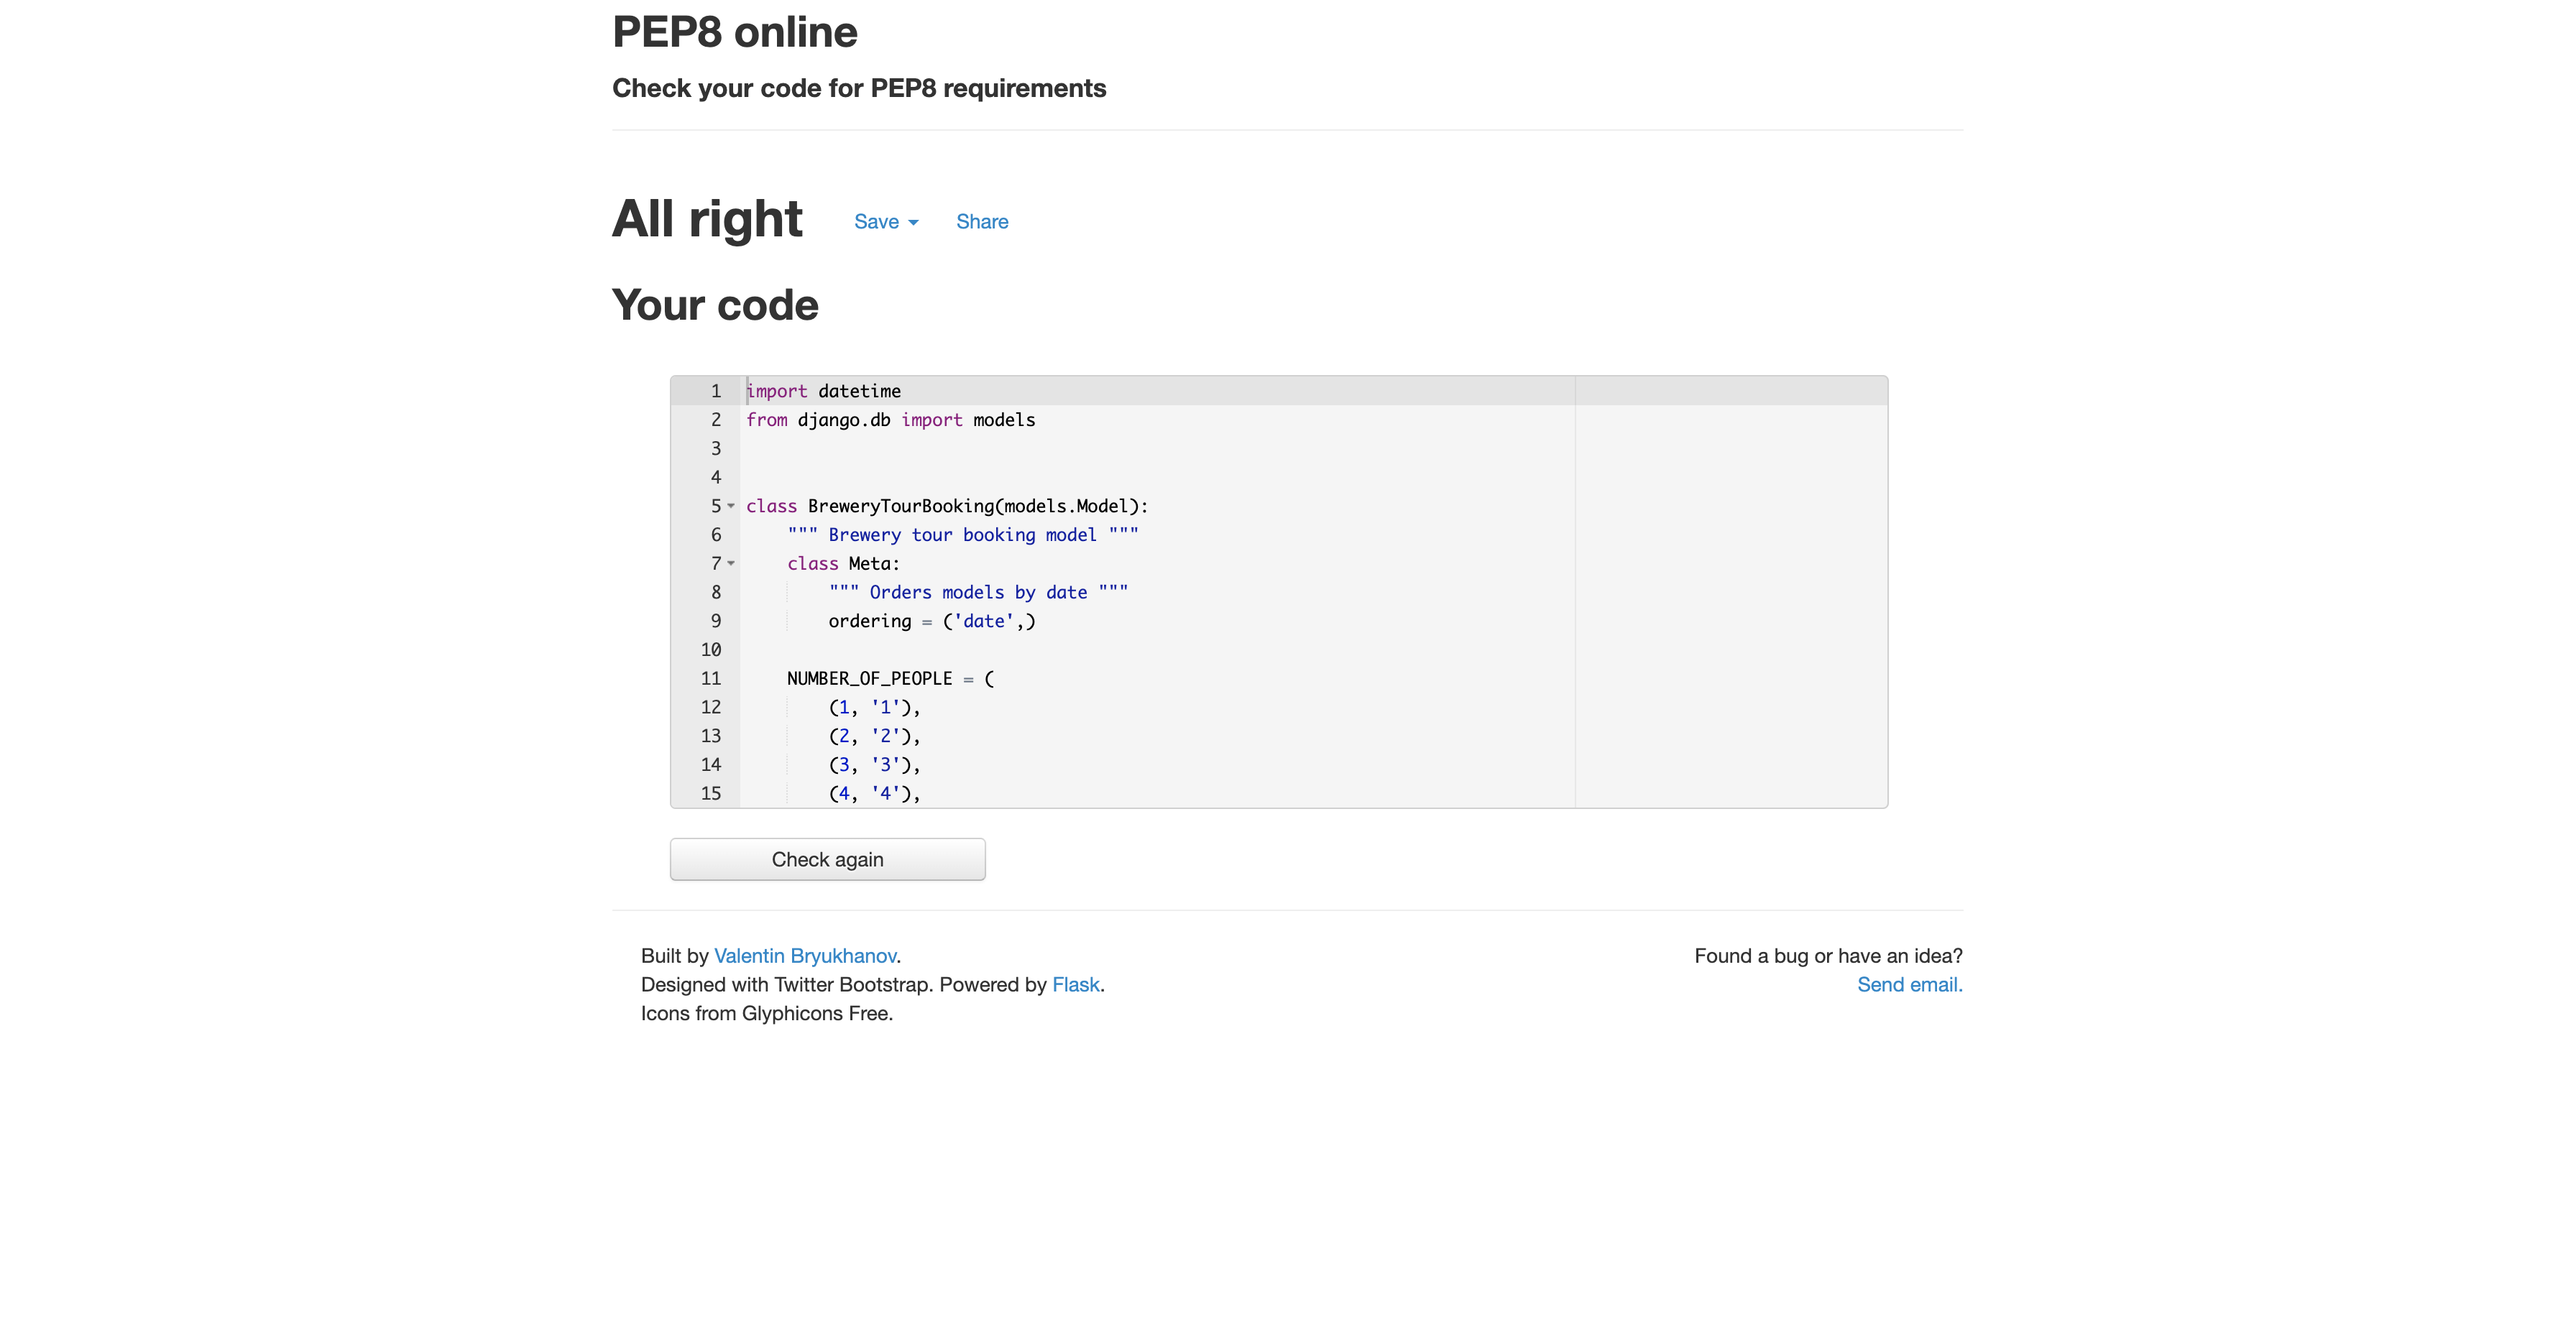 PEP8 online
Check your code for PEP8 requirements
All right Save Share
Your code
1 import datetime
2 from django.db import models
3
4
5 class BreweryTourBooking(models.Model):
6     """ Brewery tour booking model """
7     class Meta:
8         """ Orders models by date """
9         ordering = ('date',)
10
11     NUMBER_OF_PEOPLE = (
12         (1, '1'),
13         (2, '2'),
14         (3, '3'),
15         (4, '4'),
Check again
Built by Valentin Bryukhanov.
Designed with Twitter Bootstrap. Powered by Flask.
Icons from Glyphicons Free.
Found a bug or have an idea?
Send email.